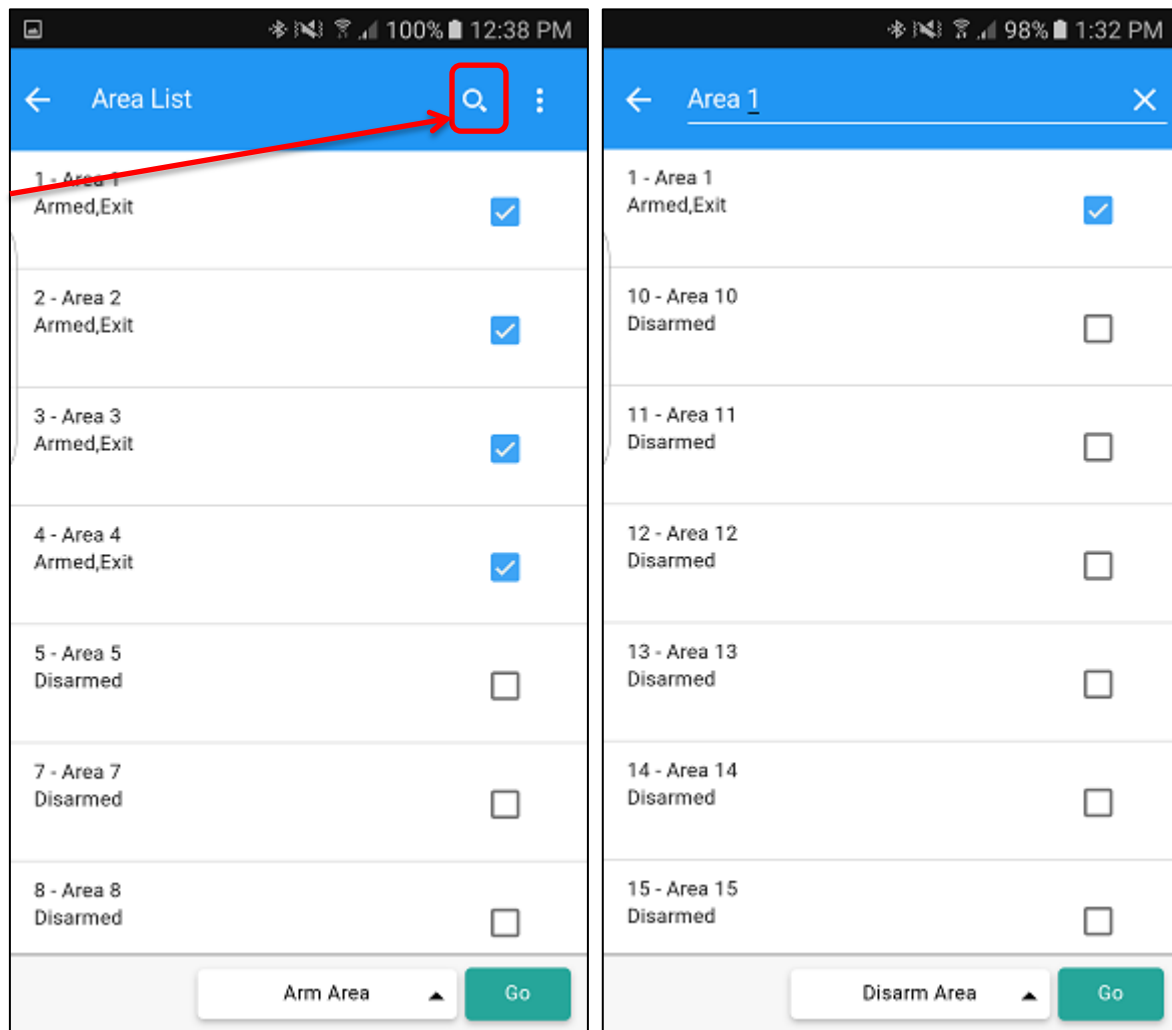 100% 12:38 PM
Area List
1 - Area 1
Armed,Exit
2 - Area 2
Armed,Exit
3 - Area 3
Armed,Exit
4 - Area 4
Armed,Exit
5 - Area 5
Disarmed
7 - Area 7
Disarmed
8 - Area 8
Disarmed
Arm Area
Go
98% 1:32 PM
Area 1
1 - Area 1
Armed,Exit
10 - Area 10
Disarmed
11 - Area 11
Disarmed
12 - Area 12
Disarmed
13 - Area 13
Disarmed
14 - Area 14
Disarmed
15 - Area 15
Disarmed
Disarm Area
Go